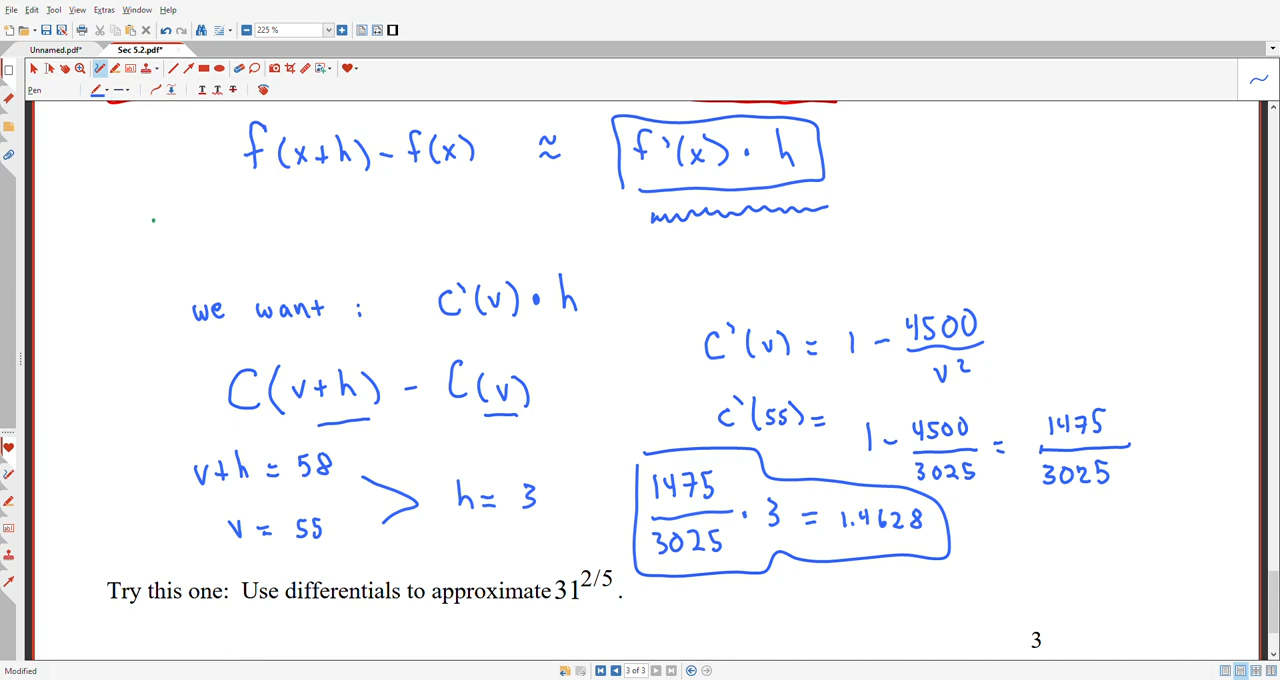 File Edit Tool View Extras Window Help
225 %
Unnamed.pdf* Sec 5.2.pdf*
Pen
f(x+h) - f(x) ≈ f'(x) · h
we want : C'(v) · h
C(v+h) - C(v)
v+h = 58
v = 55
h = 3
C'(v) = 1 - 4500/v²
C'(55) = 1 - 4500/3025 = 1475/3025
1475/3025 · 3 = 1.4628
Try this one: Use differentials to approximate 31^{2/5}.
3
Modified
3 of 3